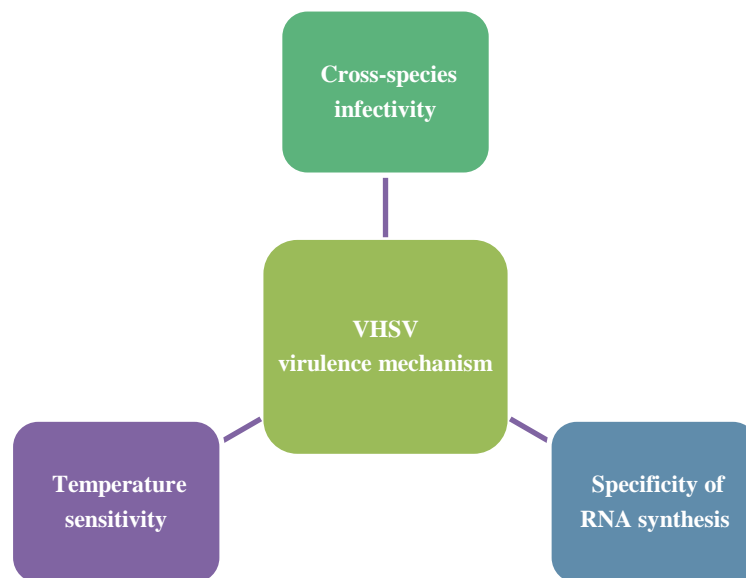 Cross-species
infectivity
VHSV
virulence mechanism
Temperature
sensitivity
Specificity of
RNA synthesis